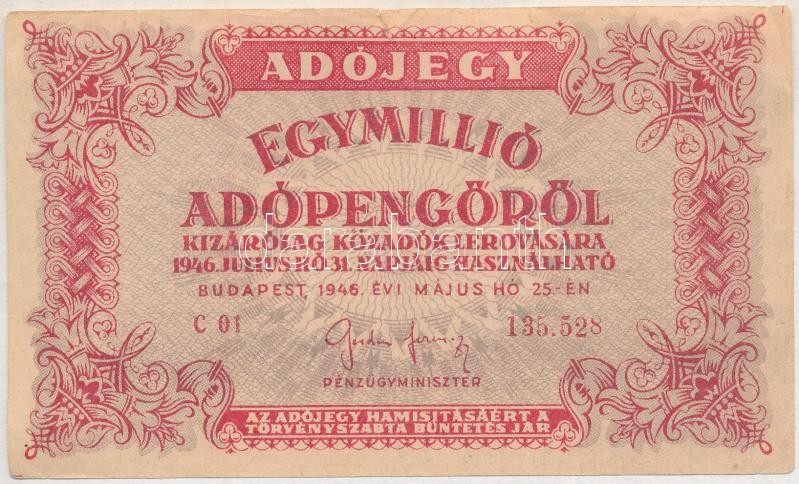 ADÓJEGY
EGYMILLIÓ
ADÓPENGŐRŐL
KIZÁRÓLAG KÖZADÓK LEROVÁSÁRA
1946. JULIUS HÓ 31. NAPJÁIG HASZNÁLHATÓ
BUDAPEST, 1946. ÉVI MÁJUS HÓ 25.-ÉN
C 01 135.528
PÉNZÜGYMINISZTER
AZ ADÓJEGY HAMISITÁSÁÉRT A
TÖRVÉNYSZABTA BÜNTETÉS JÁR
darabanth